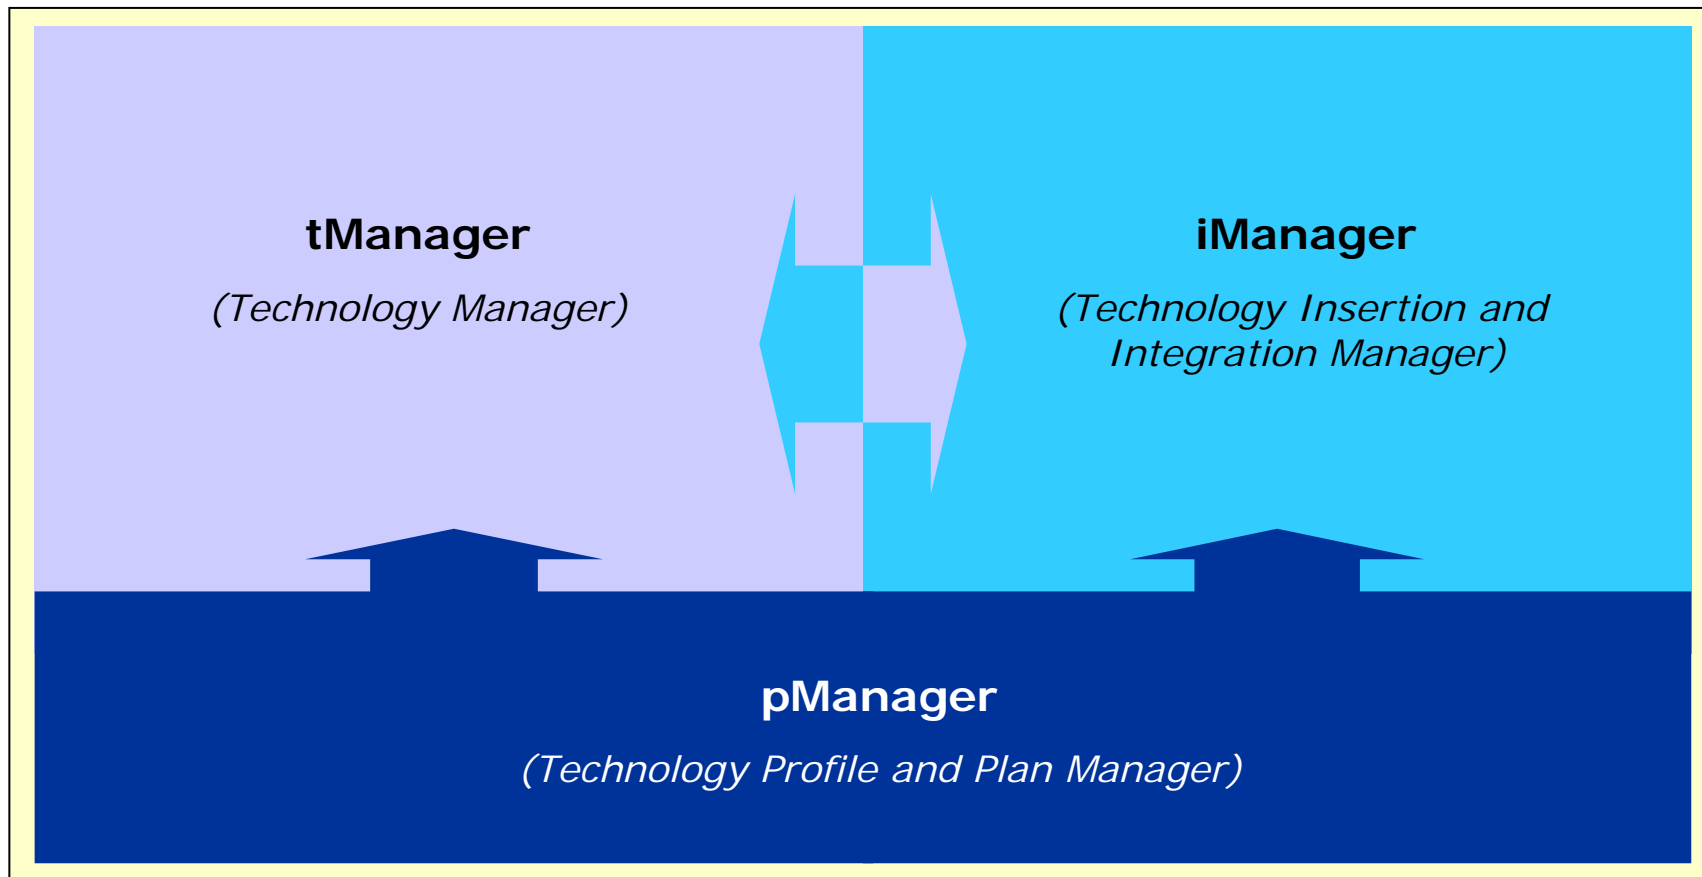 tManager
(Technology Manager)
iManager
(Technology Insertion and
Integration Manager)
pManager
(Technology Profile and Plan Manager)